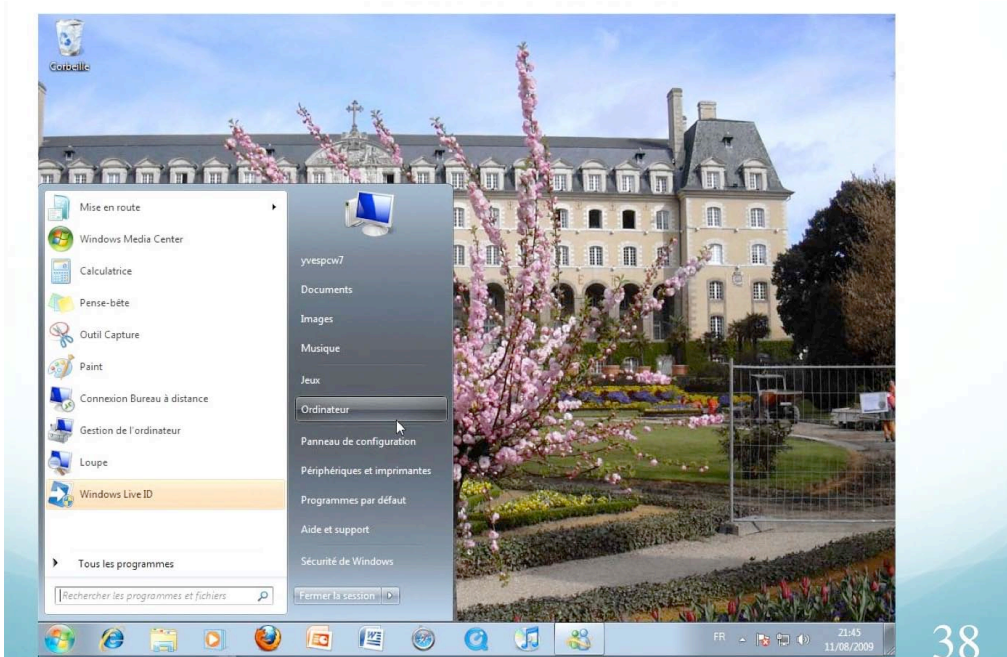 Corbeille
Mise en route
Windows Media Center
Calculatrice
Pense-bête
Outil Capture
Paint
Connexion Bureau à distance
Gestion de l'ordinateur
Loupe
Windows Live ID
Tous les programmes
Rechercher les programmes et fichiers
yvespcw7
Documents
Images
Musique
Jeux
Ordinateur
Panneau de configuration
Périphériques et imprimantes
Programmes par défaut
Aide et support
Sécurité de Windows
Fermer la session
FR
21:45
11/08/2009
38